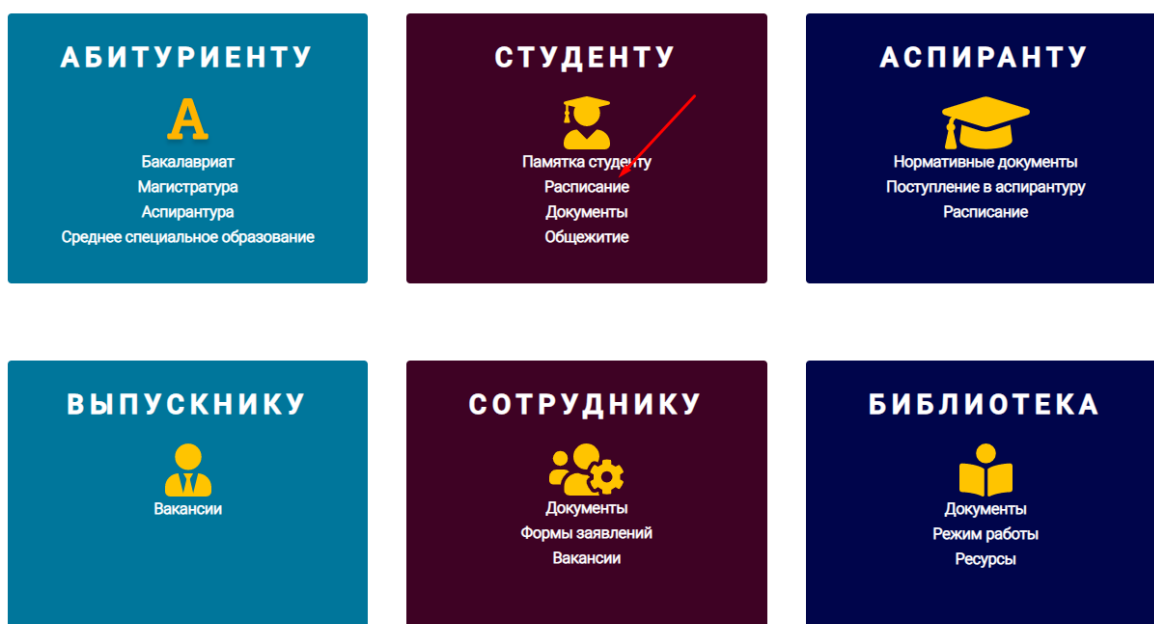 АБИТУРИЕНТУ
Бакалавриат
Магистратура
Аспирантура
Среднее специальное образование
СТУДЕНТУ
Памятка студенту
Расписание
Документы
Общежитие
АСПИРАНТУ
Нормативные документы
Поступление в аспирантуру
Расписание
ВЫПУСКНИКУ
Вакансии
СОТРУДНИКУ
Документы
Формы заявлений
Вакансии
БИБЛИОТЕКА
Документы
Режим работы
Ресурсы